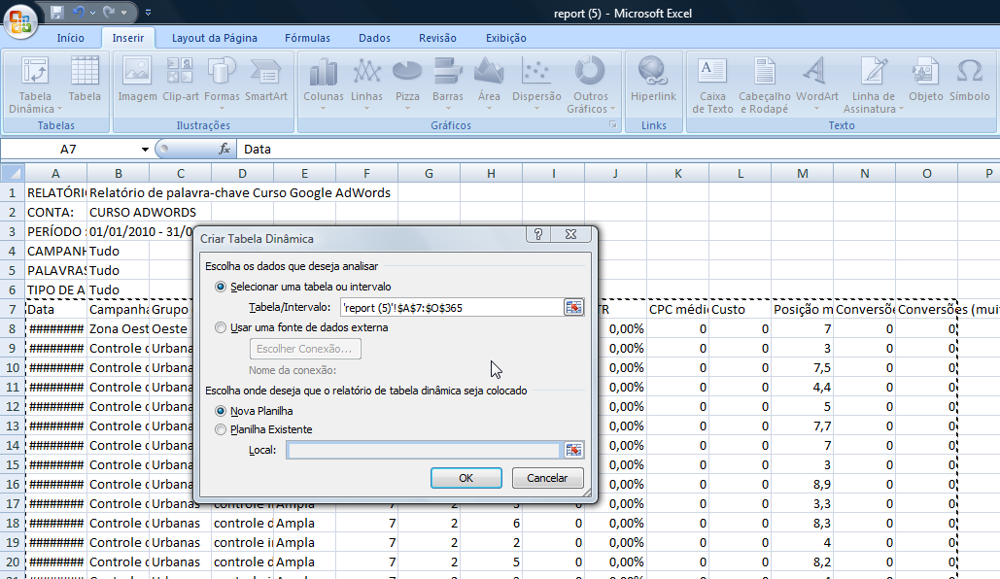 report (5) - Microsoft Excel
Início Inserir Layout da Página Fórmulas Dados Revisão Exibição
Tabela Dinâmica Tabela Imagem Clip-art Formas SmartArt Colunas Linhas Pizza Barras Área Dispersão Outros Gráficos Hiperlink Caixa de Texto Cabeçalho e Rodapé WordArt Linha de Assinatura Objeto Símbolo
Tabelas Ilustrações Gráficos Links Texto
A7 fx Data
A B C D E F G H I J K L M N O P
1 RELATÓRI Relatório de palavra-chave Curso Google AdWords
2 CONTA: CURSO ADWORDS
3 PERÍODO 01/01/2010 - 31/0
4 CAMPANH Tudo
5 PALAVRAS Tudo
6 TIPO DE A Tudo
7 Data Campanha Grupo TR CPC médi Custo Posição m Conversõe Conversões (mui
8 ######## Zona Oest Oeste 0,00% 0 0 7 0 0
9 ######## Controle d Urbana 0,00% 0 0 3 0 0
10 ######## Controle d Urbana 0,00% 0 0 7,5 0 0
11 ######## Controle d Urbana 0,00% 0 0 4,4 0 0
12 ######## Controle d Urbana 0,00% 0 0 5 0 0
13 ######## Controle d Urbana 0,00% 0 0 7,7 0 0
14 ######## Controle d Urbana 0,00% 0 0 7 0 0
15 ######## Controle d Urbana 0,00% 0 0 3 0 0
16 ######## Controle d Urbana 0,00% 0 0 8,9 0 0
17 ######## Controle d Urbanas controle i Ampla 7 2 3 0 0,00% 0 0 3,3 0 0
18 ######## Controle d Urbanas controle d Ampla 7 2 6 0 0,00% 0 0 8,3 0 0
19 ######## Controle d Urbanas controle i Ampla 7 2 2 0 0,00% 0 0 4 0 0
20 ######## Controle d Urbanas controle d Ampla 7 2 5 0 0,00% 0 0 8,2 0 0
Criar Tabela Dinâmica
Escolha os dados que deseja analisar
Selecionar uma tabela ou intervalo
Tabela/Intervalo: 'report (5)'!$A$7:$O$365
Usar uma fonte de dados externa
Escolher Conexão...
Nome da conexão:
Escolha onde deseja que o relatório de tabela dinâmica seja colocado
Nova Planilha
Planilha Existente
Local:
OK Cancelar